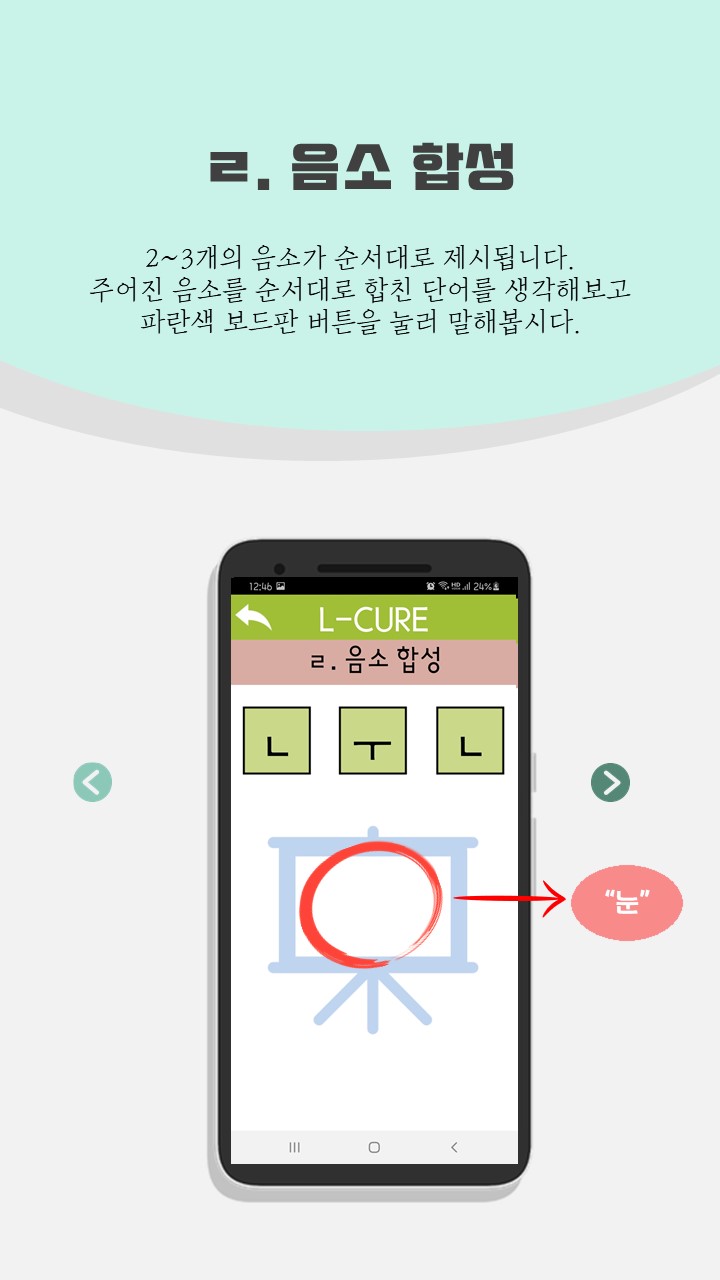 ㄹ. 음소 합성
2~3개의 음소가 순서대로 제시됩니다.
주어진 음소를 순서대로 합친 단어를 생각해보고
파란색 보드판 버튼을 눌러 말해봅시다.
12:46 HD 24%
L-CURE
ㄹ. 음소 합성
ㄴ ㅜ ㄴ
“눈”